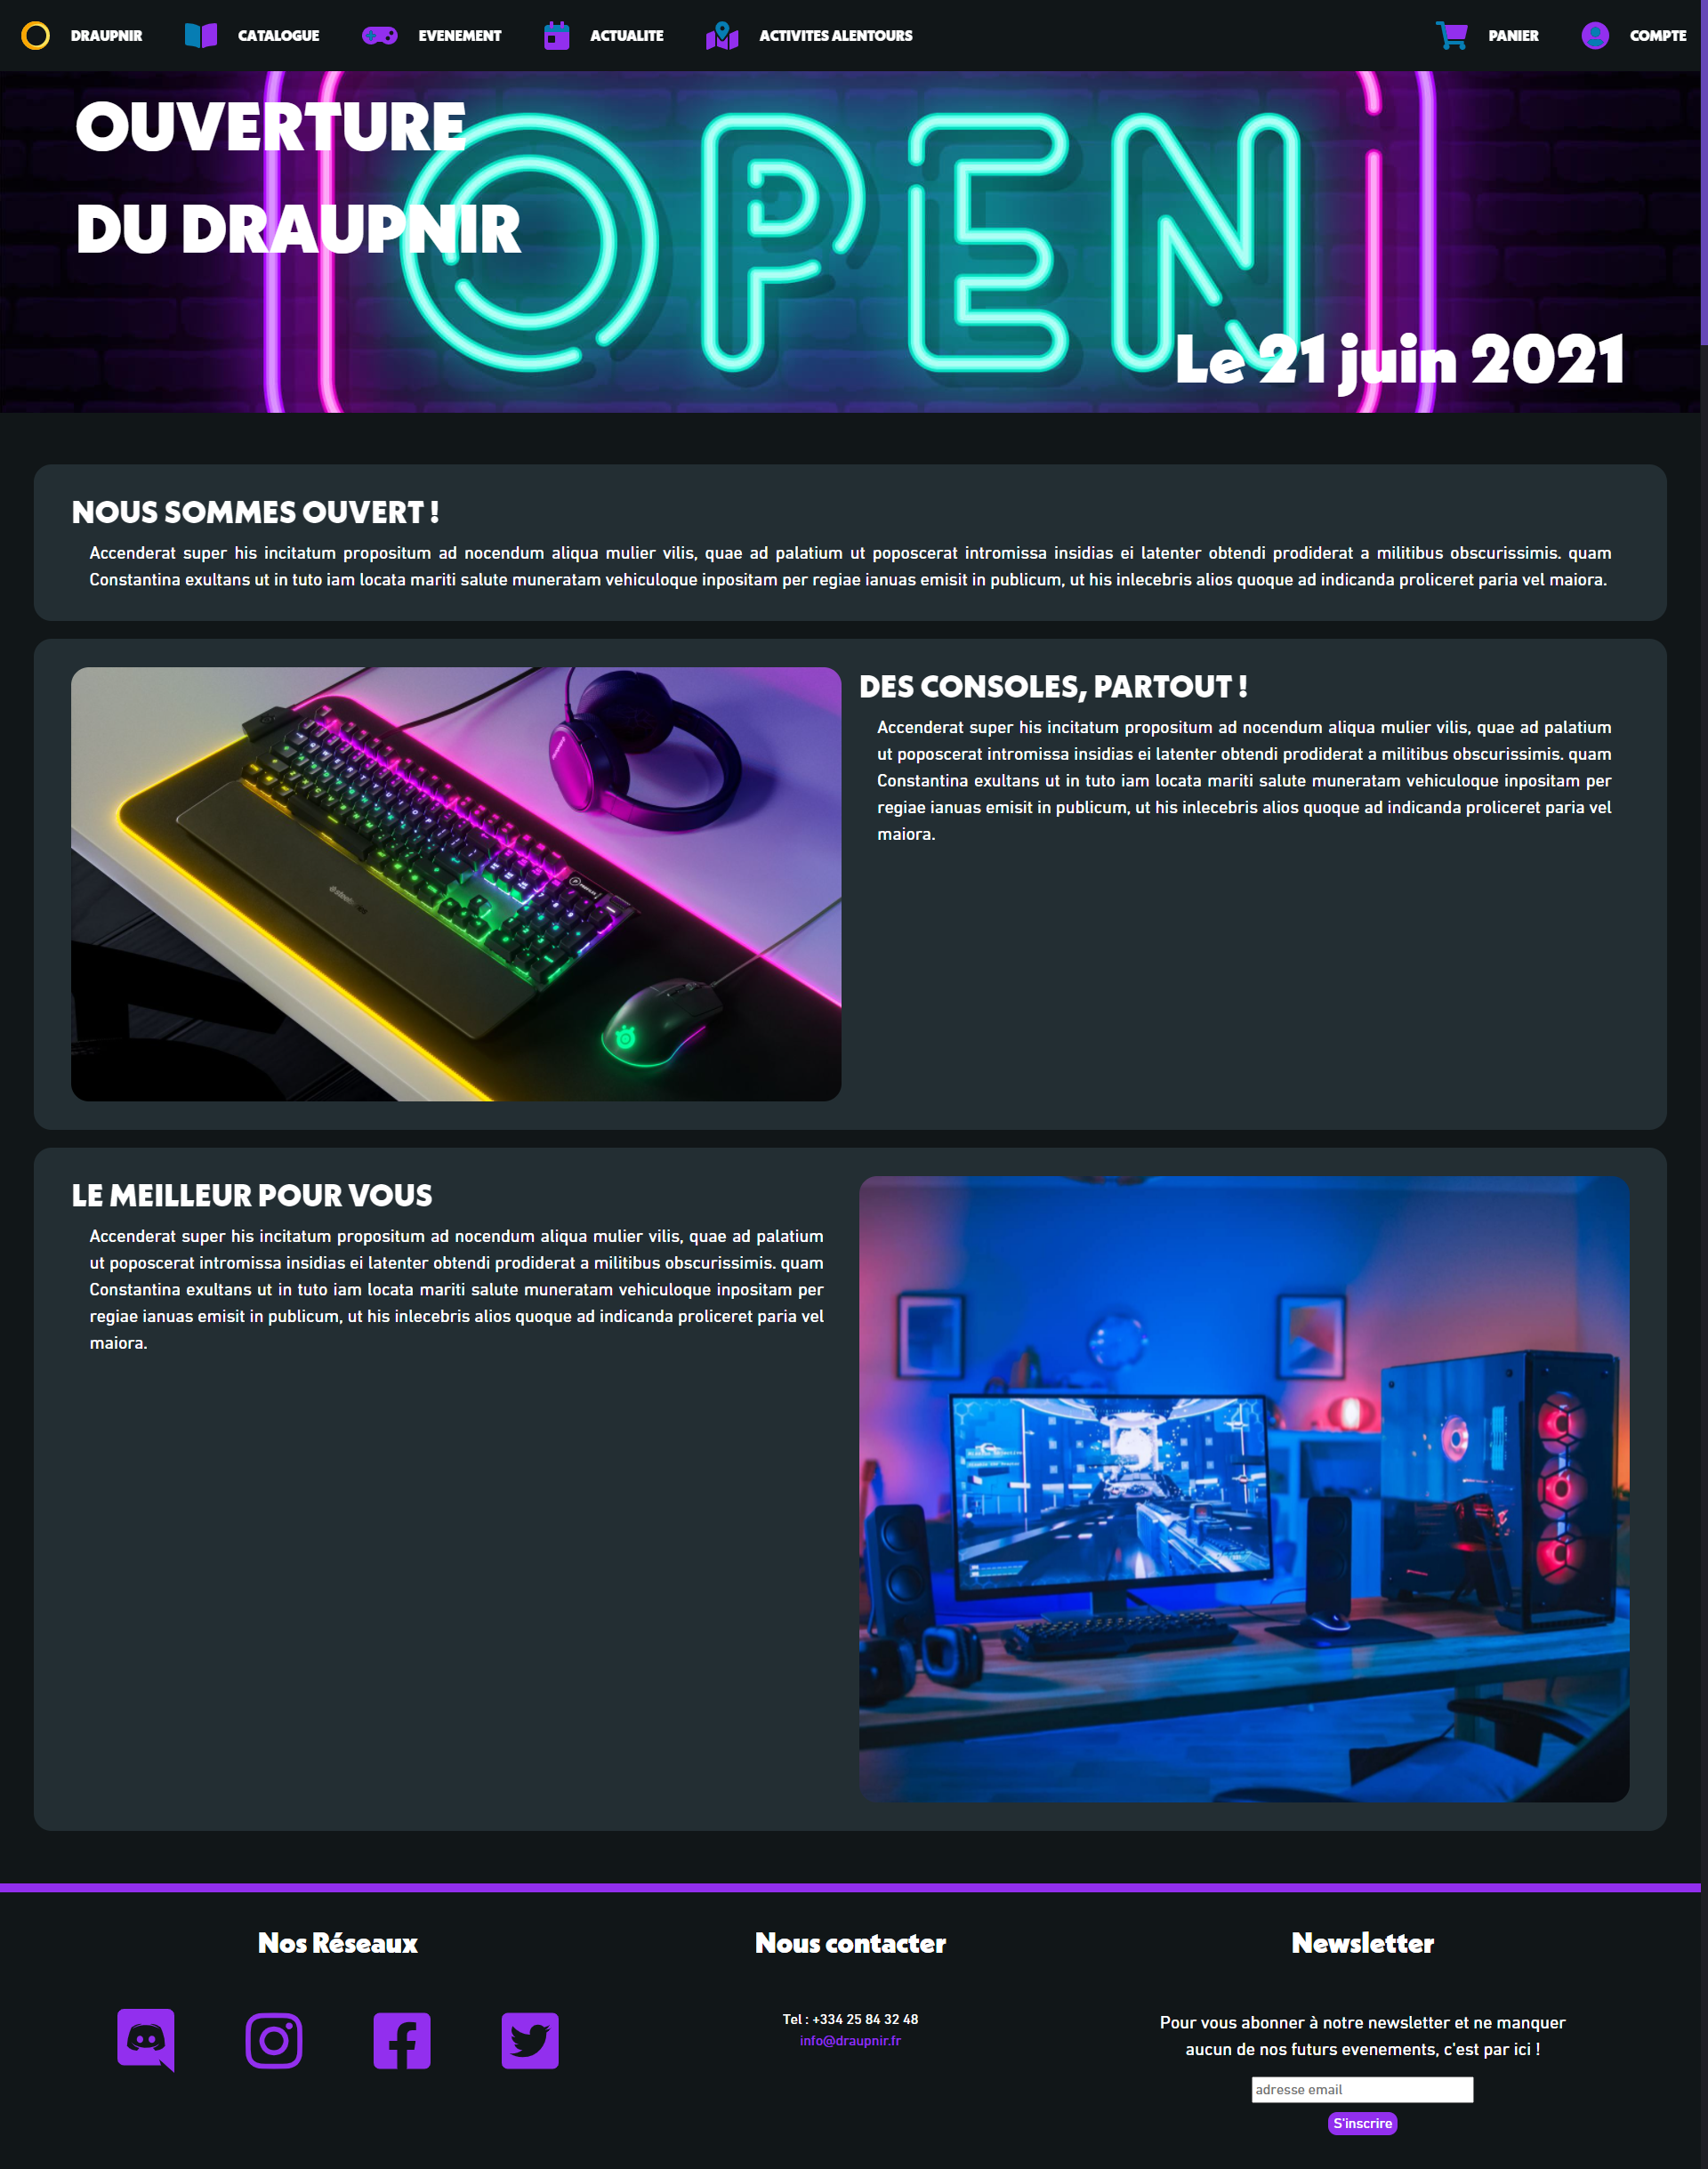 DRAUPNIR CATALOGUE EVENEMENT ACTUALITE ACTIVITES ALENTOURS PANIER COMPTE
OPEN
OUVERTURE
DU DRAUPNIR
Le 21 juin 2021
NOUS SOMMES OUVERT !
Accenderat super his incitatum propositum ad nocendum aliqua mulier vilis, quae ad palatium ut poposcerat intromissa insidias ei latenter obtendi prodiderat a militibus obscurissimis. quam
Constantina exultans ut in tuto iam locata mariti salute muneratam vehiculoque inpositam per regiae ianuas emisit in publicum, ut his inlecebris alios quoque ad indicanda proliceret paria vel maiora.
DES CONSOLES, PARTOUT !
Accenderat super his incitatum propositum ad nocendum aliqua mulier vilis, quae ad palatium
ut poposcerat intromissa insidias ei latenter obtendi prodiderat a militibus obscurissimis. quam
Constantina exultans ut in tuto iam locata mariti salute muneratam vehiculoque inpositam per
regiae ianuas emisit in publicum, ut his inlecebris alios quoque ad indicanda proliceret paria vel
maiora.
LE MEILLEUR POUR VOUS
Accenderat super his incitatum propositum ad nocendum aliqua mulier vilis, quae ad palatium
ut poposcerat intromissa insidias ei latenter obtendi prodiderat a militibus obscurissimis. quam
Constantina exultans ut in tuto iam locata mariti salute muneratam vehiculoque inpositam per
regiae ianuas emisit in publicum, ut his inlecebris alios quoque ad indicanda proliceret paria vel
maiora.
Nos Réseaux
Nous contacter
Tel : +334 25 84 32 48
info@draupnir.fr
Newsletter
Pour vous abonner à notre newsletter et ne manquer
aucun de nos futurs evenements, c'est par ici !
adresse email
S'inscrire